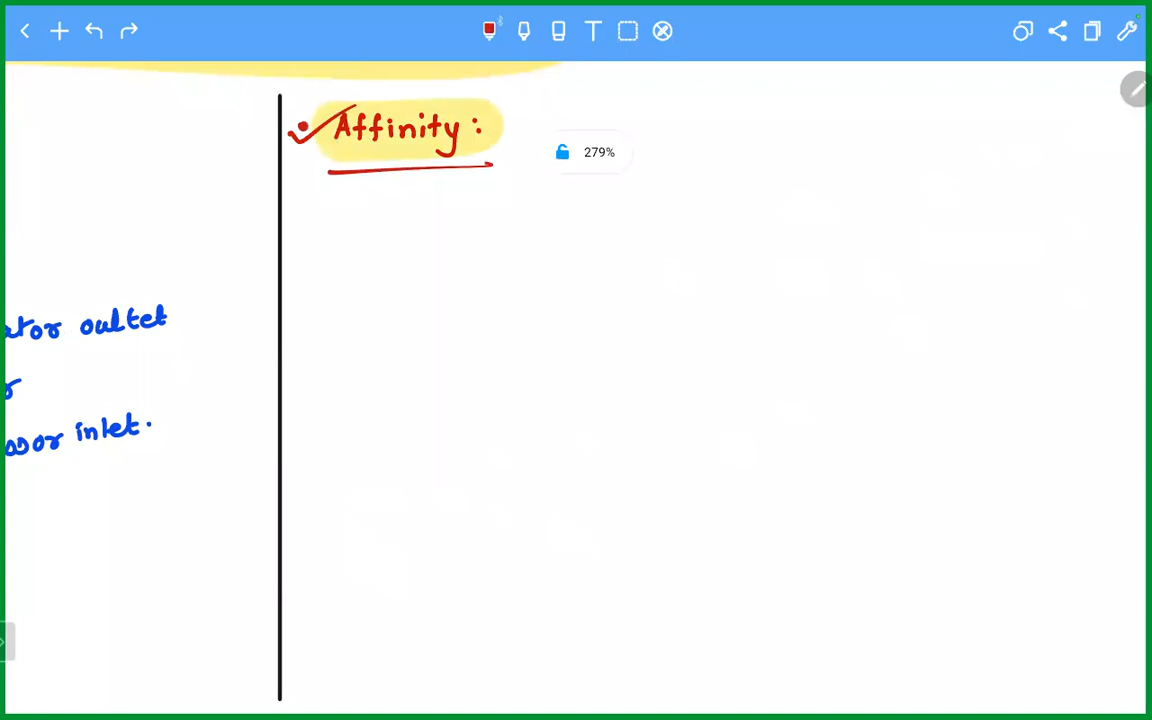 • Affinity :
279%
outlet
inlet.